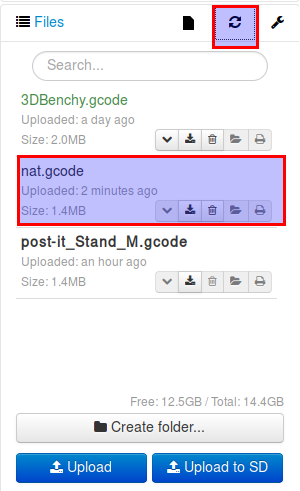 Files
Search...
3DBenchy.gcode
Uploaded: a day ago
Size: 2.0MB
nat.gcode
Uploaded: 2 minutes ago
Size: 1.4MB
post-it_Stand_M.gcode
Uploaded: an hour ago
Size: 1.4MB
Free: 12.5GB / Total: 14.4GB
Create folder...
Upload
Upload to SD